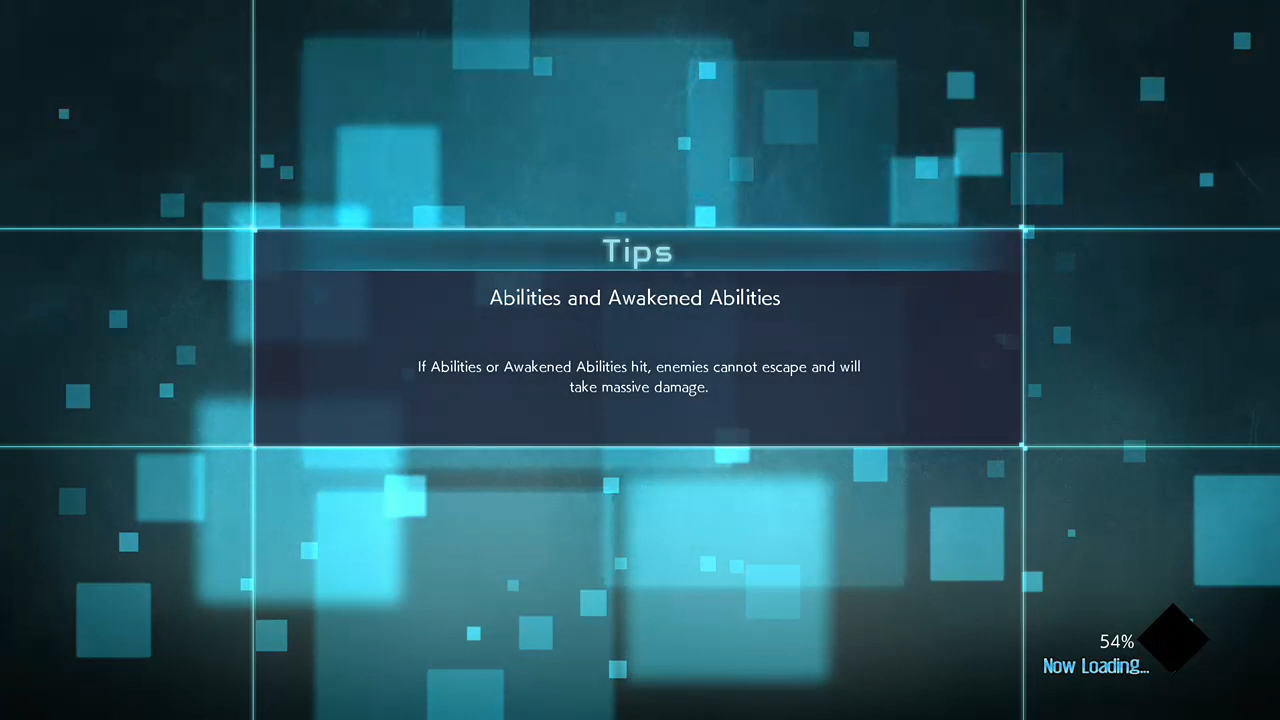 Tips
Abilities and Awakened Abilities
If Abilities or Awakened Abilities hit, enemies cannot escape and will
take massive damage.
54%
Now Loading...